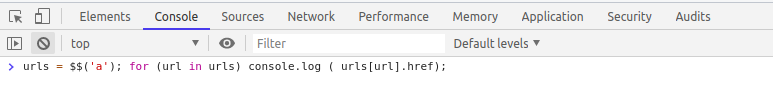 Elements Console Sources Network Performance Memory Application Security Audits
top Filter Default levels
urls = $$('a'); for (url in urls) console.log ( urls[url].href);